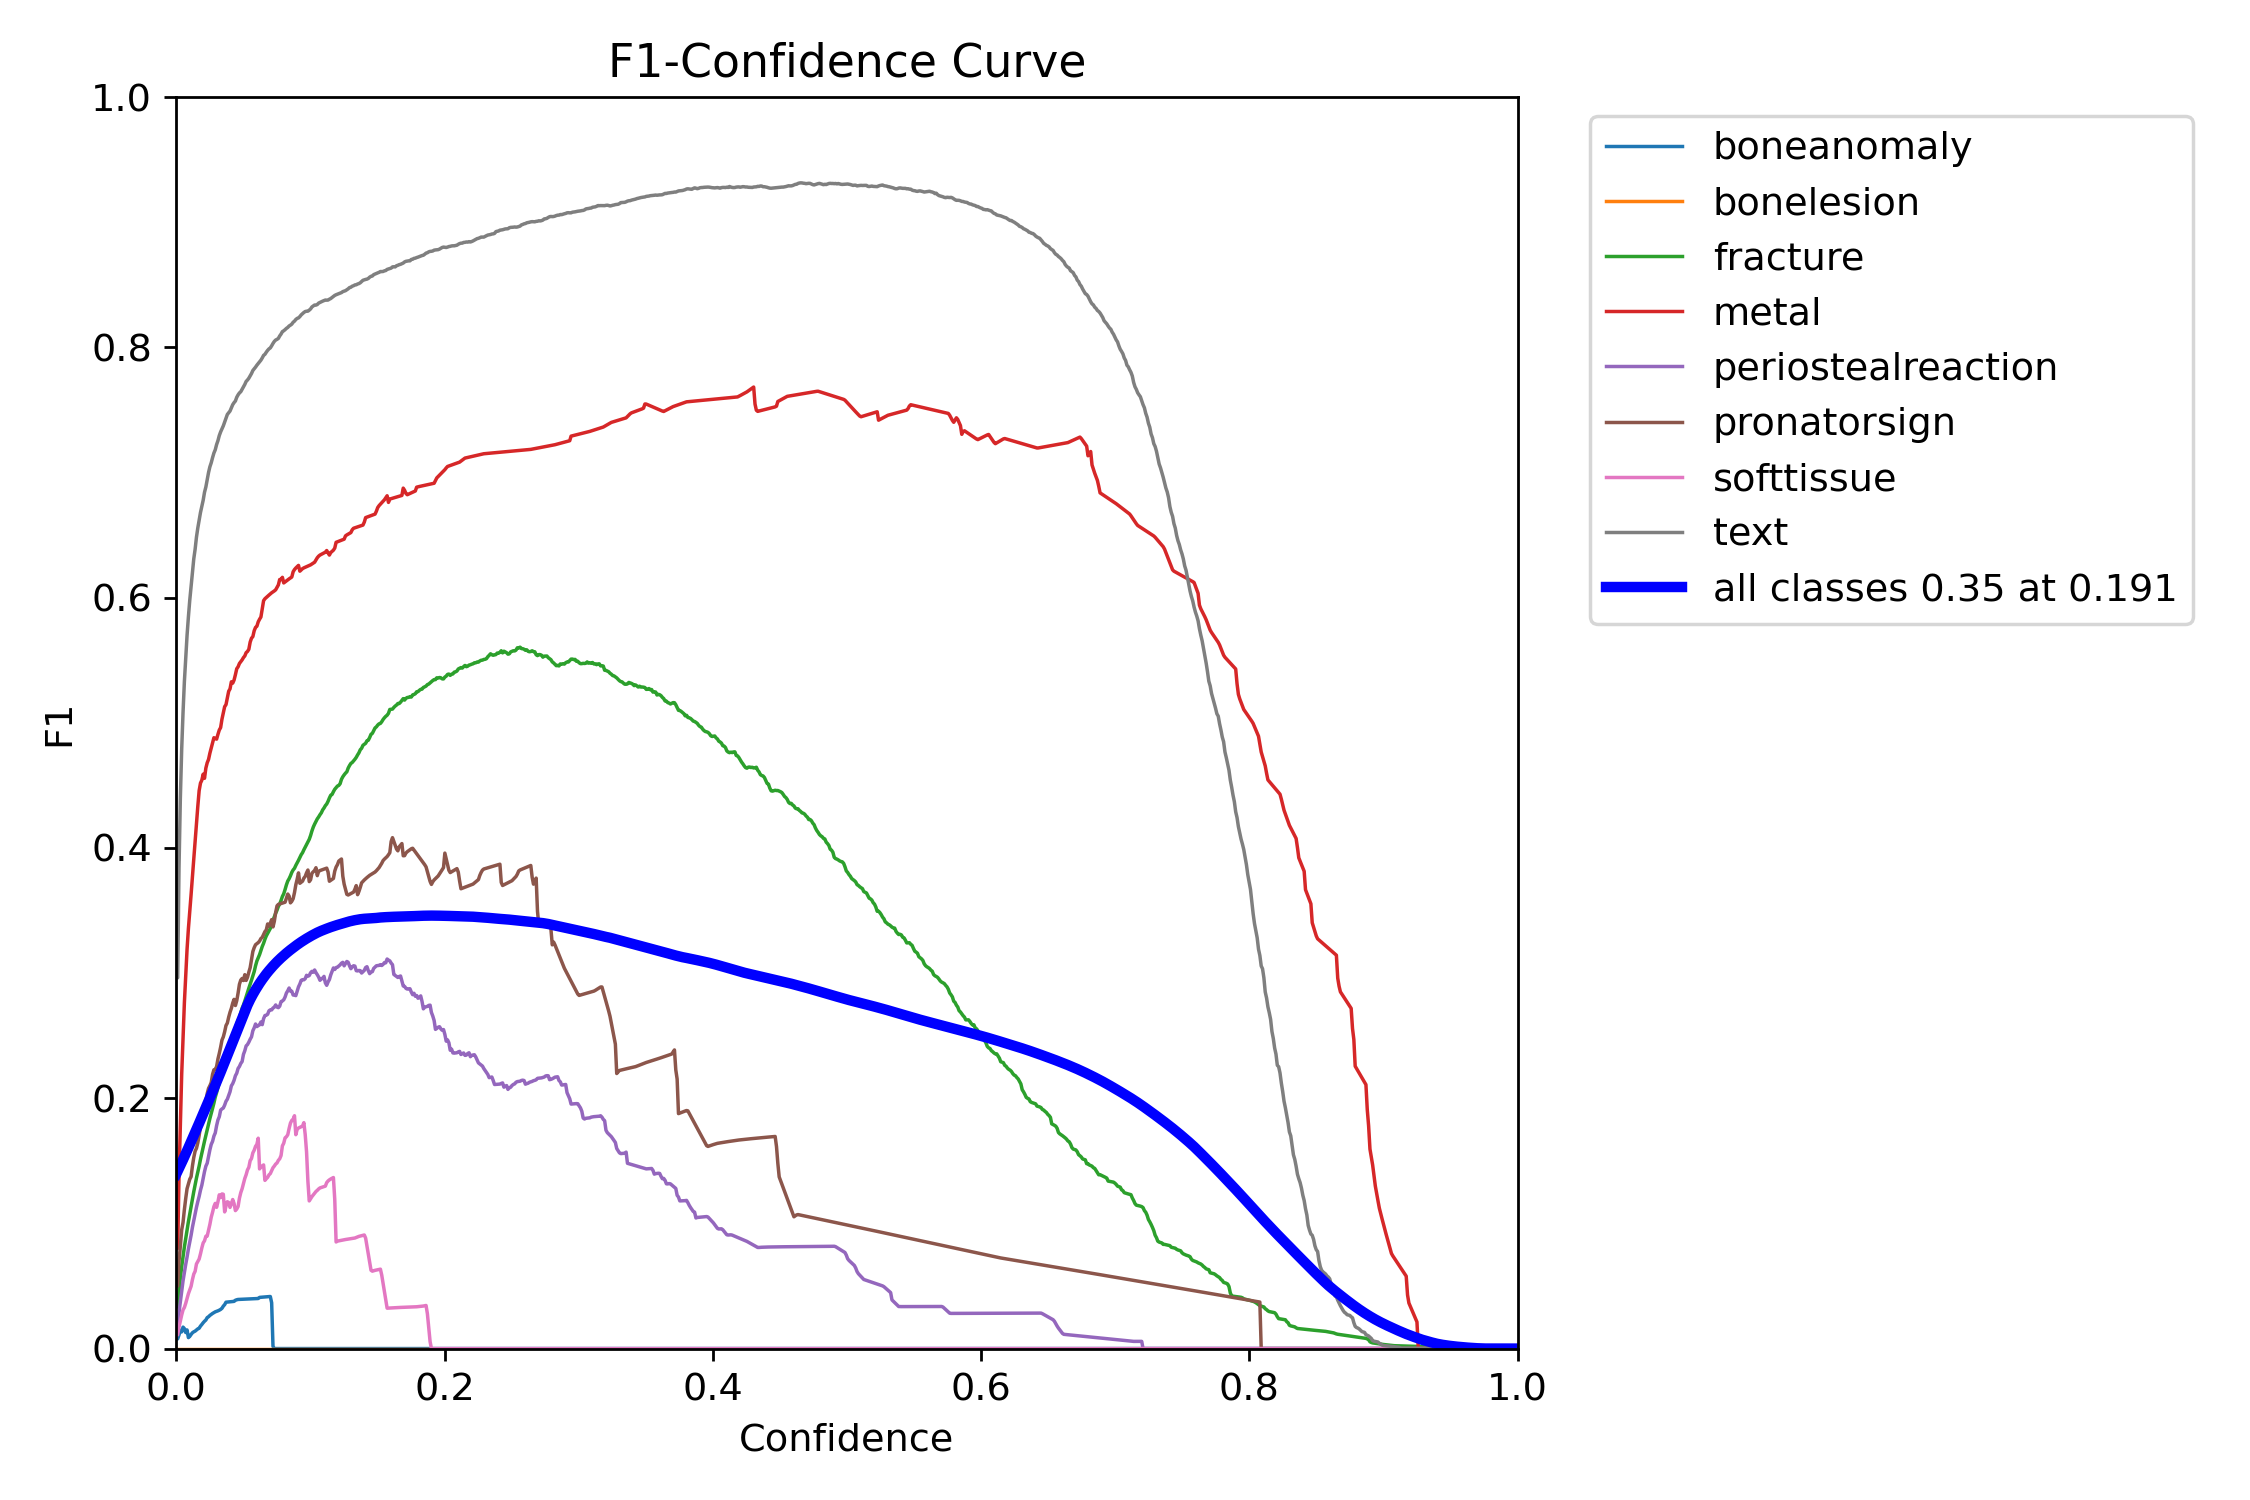 F1-Confidence Curve
1.0
0.8
0.6
0.4
0.2
0.0
F1
0.0 0.2 0.4 0.6 0.8 1.0
Confidence
boneanomaly
bonelesion
fracture
metal
periostealreaction
pronatorsign
softtissue
text
all classes 0.35 at 0.191